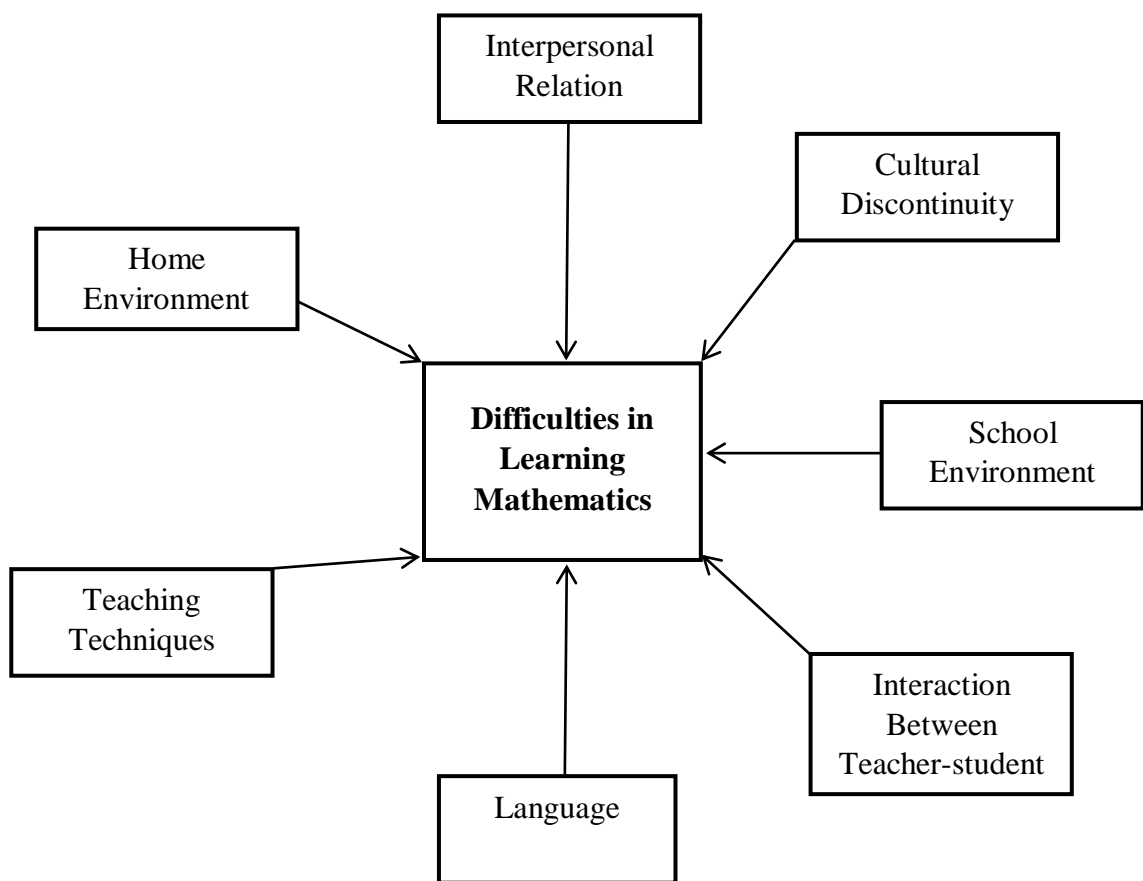 Interpersonal
Relation
Cultural
Discontinuity
Home
Environment
Difficulties in
Learning
Mathematics
School
Environment
Teaching
Techniques
Interaction
Between
Teacher-student
Language